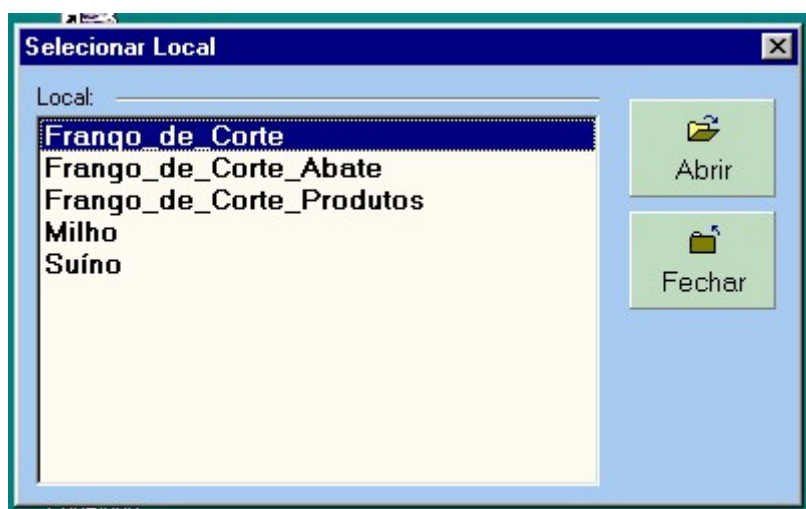 Selecionar Local
Local:
Frango_de_Corte
Frango_de_Corte_Abate
Frango_de_Corte_Produtos
Milho
Suíno
Abrir
Fechar